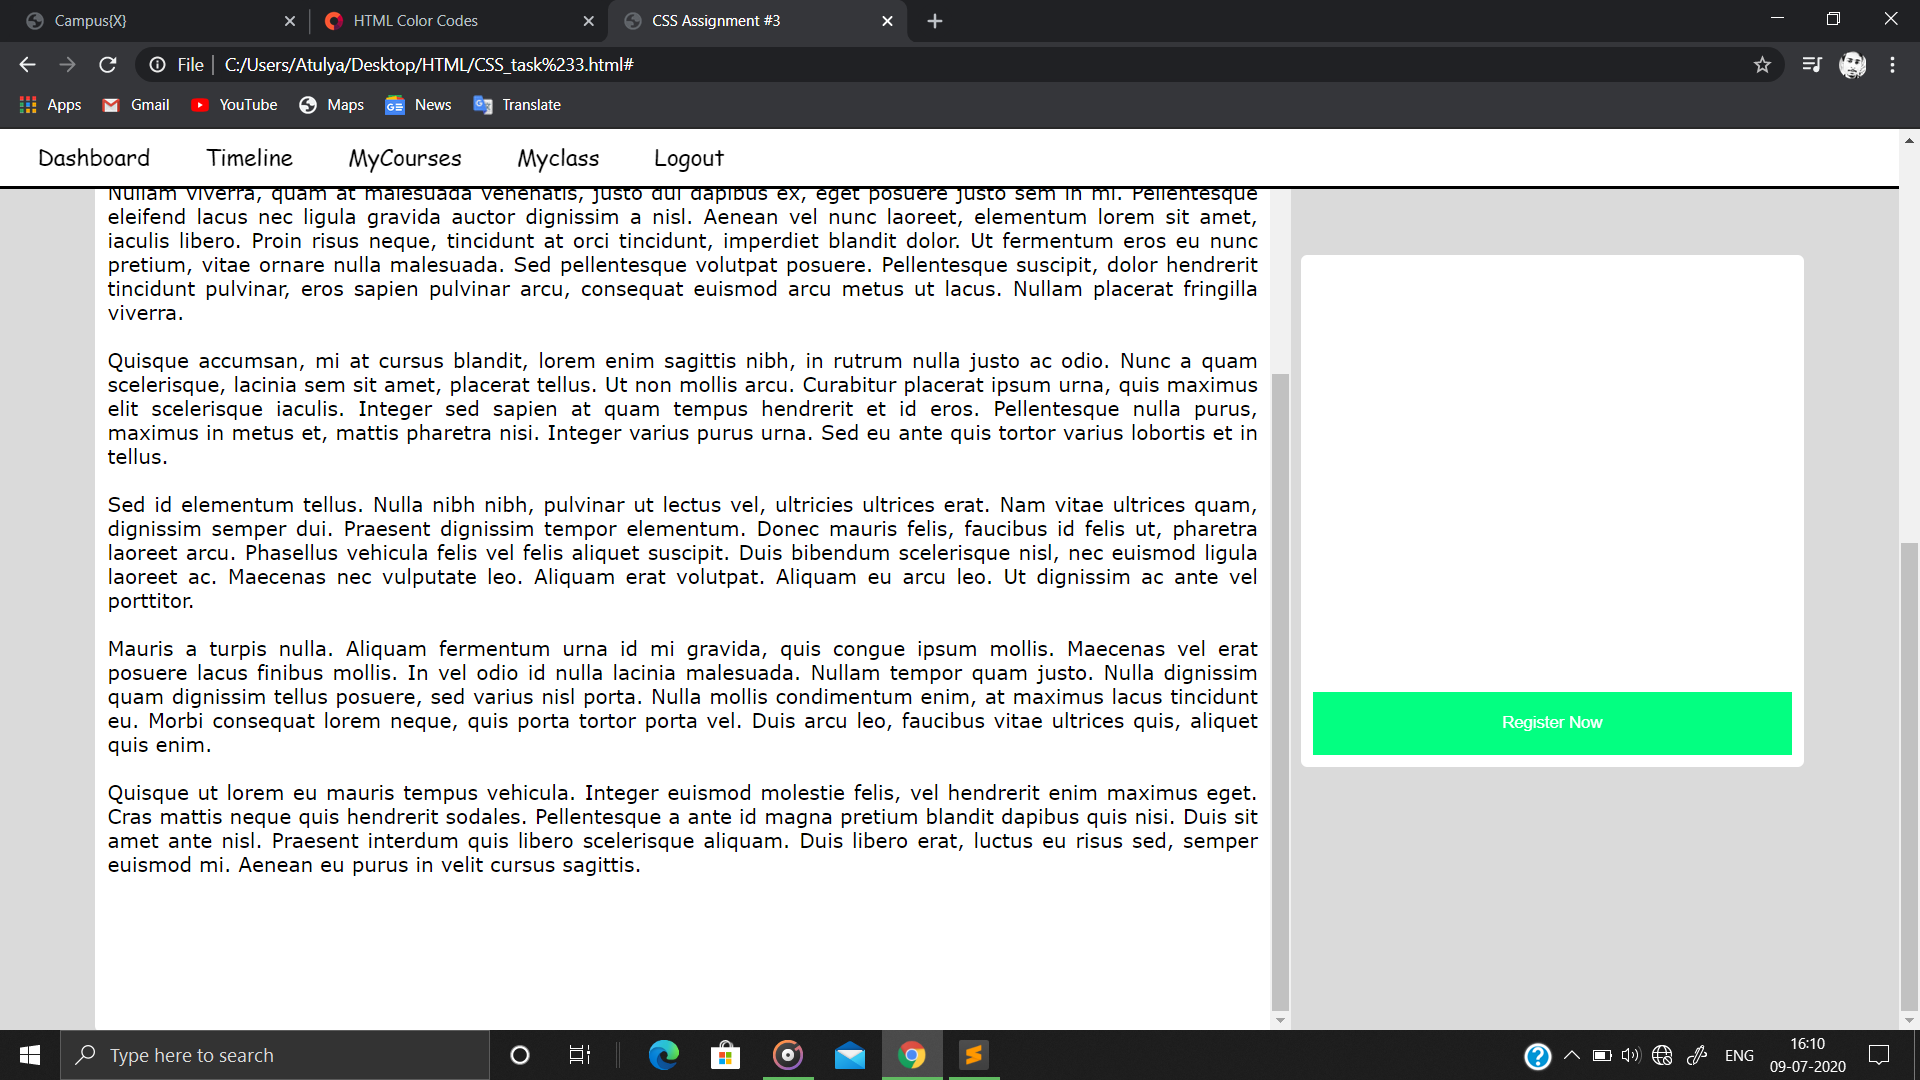 Campus{X}
HTML Color Codes
CSS Assignment #3
File
C:/Users/Atulya/Desktop/HTML/CSS_task%233.html#
Apps
Gmail
YouTube
Maps
News
Translate
Dashboard
Timeline
MyCourses
Myclass
Logout
Nullam viverra, quam at malesuada venenatis, justo dui dapibus ex, eget posuere justo sem in mi. Pellentesque
eleifend lacus nec ligula gravida auctor dignissim a nisl. Aenean vel nunc laoreet, elementum lorem sit amet,
iaculis libero. Proin risus neque, tincidunt at orci tincidunt, imperdiet blandit dolor. Ut fermentum eros eu nunc
pretium, vitae ornare nulla malesuada. Sed pellentesque volutpat posuere. Pellentesque suscipit, dolor hendrerit
tincidunt pulvinar, eros sapien pulvinar arcu, consequat euismod arcu metus ut lacus. Nullam placerat fringilla
viverra.
Quisque accumsan, mi at cursus blandit, lorem enim sagittis nibh, in rutrum nulla justo ac odio. Nunc a quam
scelerisque, lacinia sem sit amet, placerat tellus. Ut non mollis arcu. Curabitur placerat ipsum urna, quis maximus
elit scelerisque iaculis. Integer sed sapien at quam tempus hendrerit et id eros. Pellentesque nulla purus,
maximus in metus et, mattis pharetra nisi. Integer varius purus urna. Sed eu ante quis tortor varius lobortis et in
tellus.
Sed id elementum tellus. Nulla nibh nibh, pulvinar ut lectus vel, ultricies ultrices erat. Nam vitae ultrices quam,
dignissim semper dui. Praesent dignissim tempor elementum. Donec mauris felis, faucibus id felis ut, pharetra
laoreet arcu. Phasellus vehicula felis vel felis aliquet suscipit. Duis bibendum scelerisque nisl, nec euismod ligula
laoreet ac. Maecenas nec vulputate leo. Aliquam erat volutpat. Aliquam eu arcu leo. Ut dignissim ac ante vel
porttitor.
Mauris a turpis nulla. Aliquam fermentum urna id mi gravida, quis congue ipsum mollis. Maecenas vel erat
posuere lacus finibus mollis. In vel odio id nulla lacinia malesuada. Nullam tempor quam justo. Nulla dignissim
quam dignissim tellus posuere, sed varius nisl porta. Nulla mollis condimentum enim, at maximus lacus tincidunt
eu. Morbi consequat lorem neque, quis porta tortor porta vel. Duis arcu leo, faucibus vitae ultrices quis, aliquet
quis enim.
Quisque ut lorem eu mauris tempus vehicula. Integer euismod molestie felis, vel hendrerit enim maximus eget.
Cras mattis neque quis hendrerit sodales. Pellentesque a ante id magna pretium blandit dapibus quis nisi. Duis sit
amet ante nisl. Praesent interdum quis libero scelerisque aliquam. Duis libero erat, luctus eu risus sed, semper
euismod mi. Aenean eu purus in velit cursus sagittis.
Register Now
Type here to search
ENG
16:10
09-07-2020